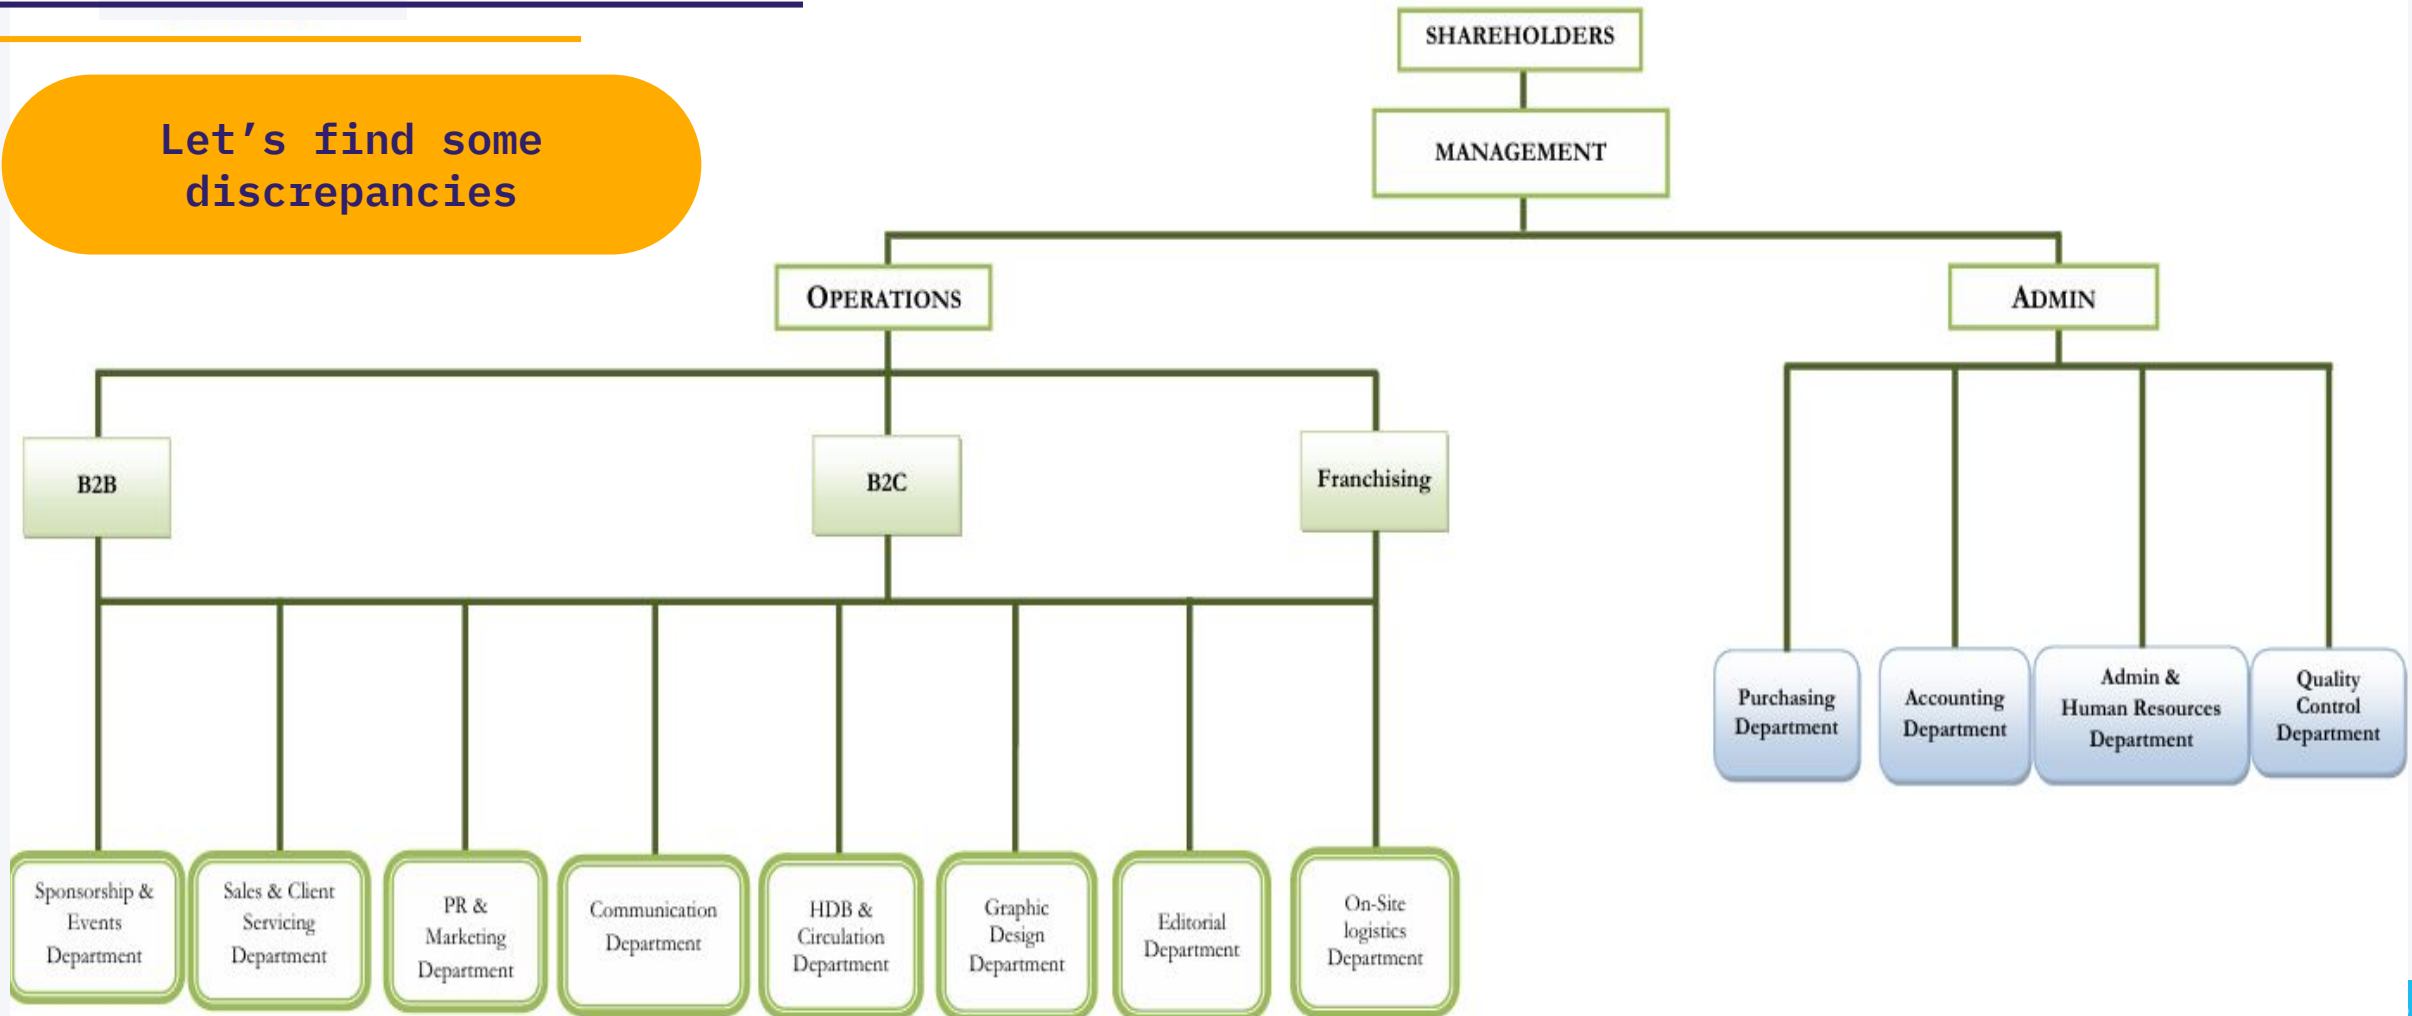 Let’s find some
discrepancies
SHAREHOLDERS
MANAGEMENT
OPERATIONS
ADMIN
B2B
B2C
Franchising
Purchasing
Department
Accounting
Department
Admin &
Human Resources
Department
Quality
Control
Department
Sponsorship &
Events
Department
Sales & Client
Servicing
Department
PR &
Marketing
Department
Communication
Department
HDB &
Circulation
Department
Graphic
Design
Department
Editorial
Department
On-Site
logistics
Department